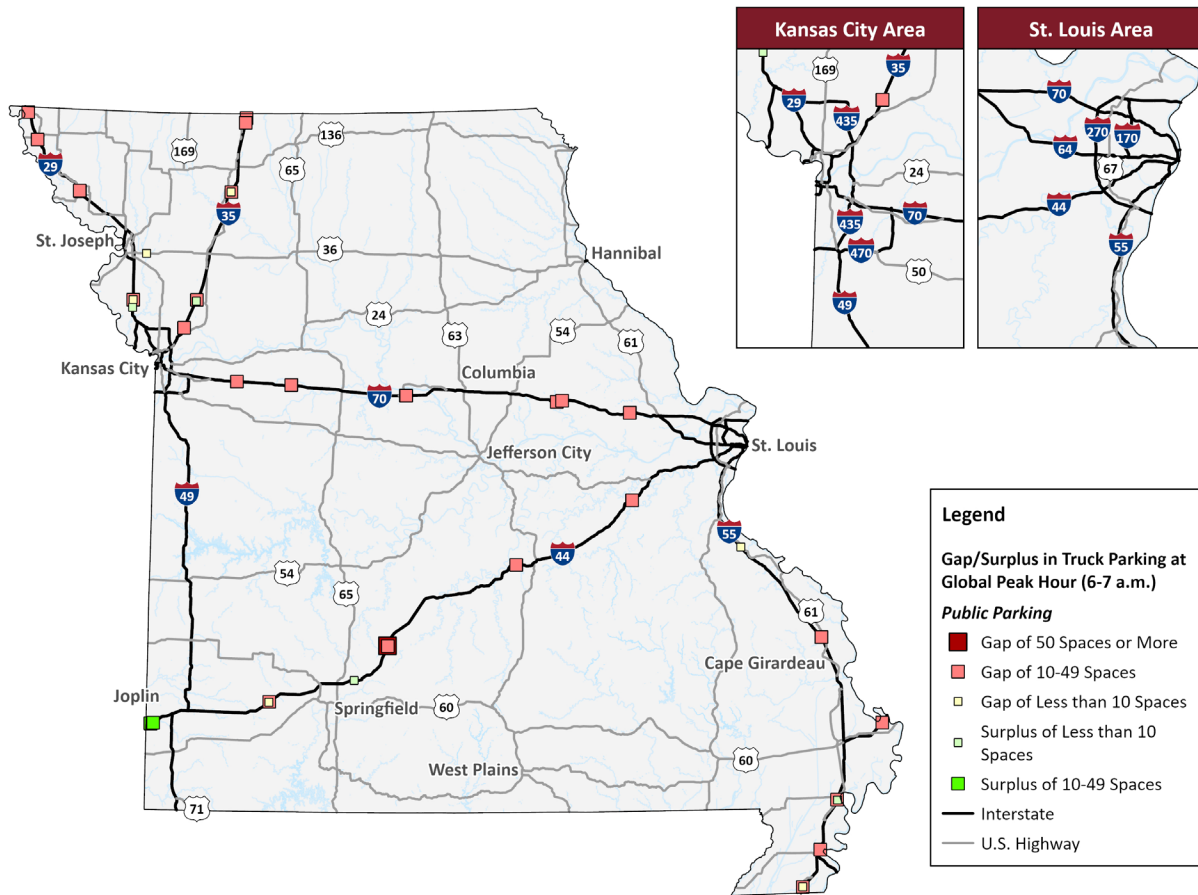 Kansas City Area
St. Louis Area
169
35
29
435
24
70
435
470
50
49
70
270
170
64
67
44
55
136
169
65
29
35
St. Joseph
36
Hannibal
24
63
54
61
Kansas City
Columbia
70
Jefferson City
St. Louis
49
55
44
54
65
61
Cape Girardeau
Joplin
Springfield
60
60
West Plains
71
Legend
Gap/Surplus in Truck Parking at
Global Peak Hour (6-7 a.m.)
Public Parking
Gap of 50 Spaces or More
Gap of 10-49 Spaces
Gap of Less than 10 Spaces
Surplus of Less than 10
Spaces
Surplus of 10-49 Spaces
Interstate
U.S. Highway